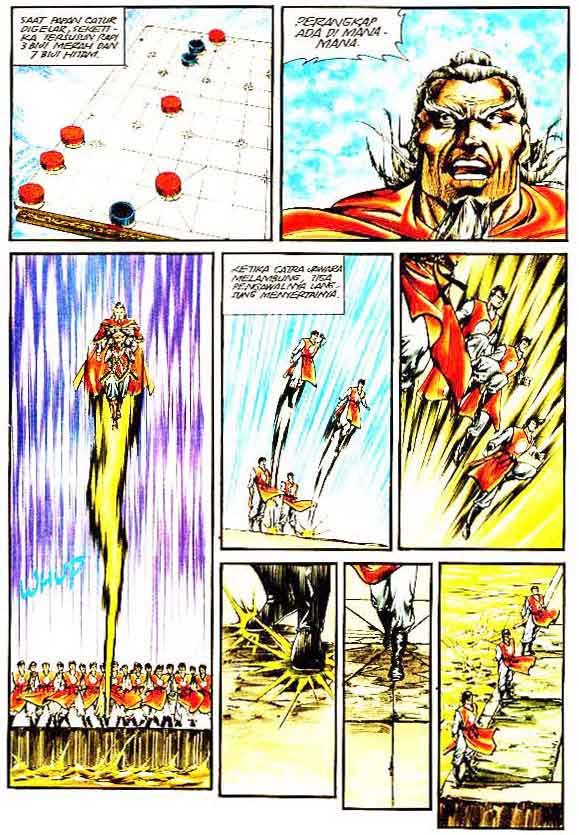 SAAT PAPAN CATUR
DIGELAR, SEKETI-
KA TERSUSUN RAPI
3 BIJI MERAH DAN
7 BIJI HITAM.
PERANGKAP
ADA DI MANA-
MANA.
KETIKA CATRA JAWARA
MELAMBUNG, TIGA
PENGAWALNYA LANG-
SUNG MENYERTAINYA.
WHUP